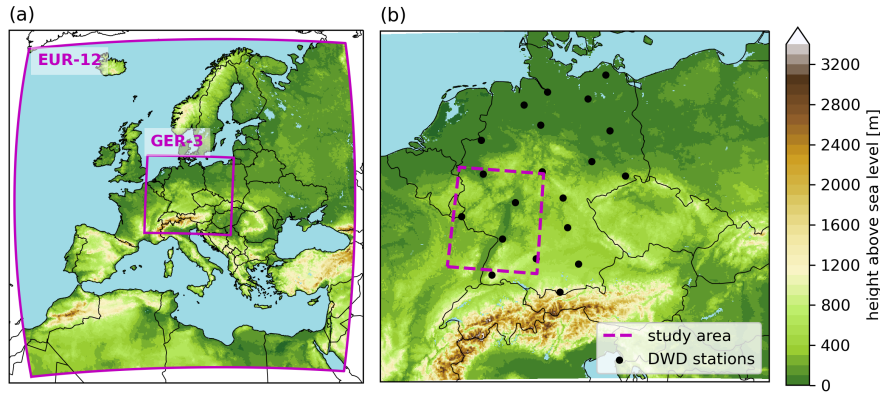 (a)
(b)
EUR-12
GER-3
study area
DWD stations
3200
2800
2400
2000
1600
1200
800
400
0
height above sea level [m]